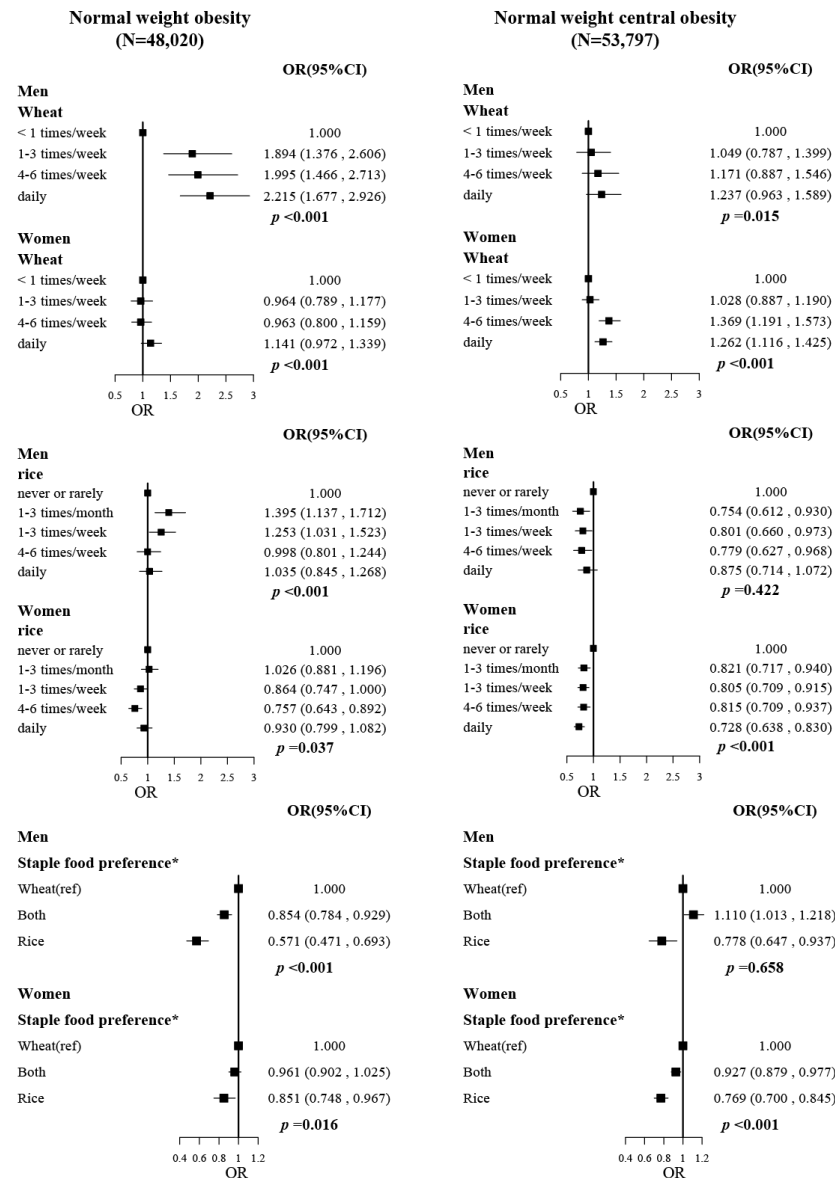 Normal weight obesity
(N=48,020)
OR(95%CI)
Men
Wheat
< 1 times/week 1.000
1-3 times/week 1.894 (1.376 , 2.606)
4-6 times/week 1.995 (1.466 , 2.713)
daily 2.215 (1.677 , 2.926)
p <0.001
Women
Wheat
< 1 times/week 1.000
1-3 times/week 0.964 (0.789 , 1.177)
4-6 times/week 0.963 (0.800 , 1.159)
daily 1.141 (0.972 , 1.339)
p <0.001
0.5 1 1.5 2 2.5 3
OR
Normal weight central obesity
(N=53,797)
OR(95%CI)
Men
Wheat
< 1 times/week 1.000
1-3 times/week 1.049 (0.787 , 1.399)
4-6 times/week 1.171 (0.887 , 1.546)
daily 1.237 (0.963 , 1.589)
p =0.015
Women
Wheat
< 1 times/week 1.000
1-3 times/week 1.028 (0.887 , 1.190)
4-6 times/week 1.369 (1.191 , 1.573)
daily 1.262 (1.116 , 1.425)
p <0.001
0.5 1 1.5 2 2.5 3
OR
OR(95%CI)
Men
rice
never or rarely 1.000
1-3 times/month 1.395 (1.137 , 1.712)
1-3 times/week 1.253 (1.031 , 1.523)
4-6 times/week 0.998 (0.801 , 1.244)
daily 1.035 (0.845 , 1.268)
p <0.001
Women
rice
never or rarely 1.000
1-3 times/month 1.026 (0.881 , 1.196)
1-3 times/week 0.864 (0.747 , 1.000)
4-6 times/week 0.757 (0.643 , 0.892)
daily 0.930 (0.799 , 1.082)
p =0.037
0.5 1 1.5 2 2.5 3
OR
OR(95%CI)
Men
rice
never or rarely 1.000
1-3 times/month 0.754 (0.612 , 0.930)
1-3 times/week 0.801 (0.660 , 0.973)
4-6 times/week 0.779 (0.627 , 0.968)
daily 0.875 (0.714 , 1.072)
p =0.422
Women
rice
never or rarely 1.000
1-3 times/month 0.821 (0.717 , 0.940)
1-3 times/week 0.805 (0.709 , 0.915)
4-6 times/week 0.815 (0.709 , 0.937)
daily 0.728 (0.638 , 0.830)
p <0.001
0.5 1 1.5 2 2.5 3
OR
OR(95%CI)
Men
Staple food preference*
Wheat(ref) 1.000
Both 0.854 (0.784 , 0.929)
Rice 0.571 (0.471 , 0.693)
p <0.001
Women
Staple food preference*
Wheat(ref) 1.000
Both 0.961 (0.902 , 1.025)
Rice 0.851 (0.748 , 0.967)
p =0.016
0.4 0.6 0.8 1 1.2
OR
OR(95%CI)
Men
Staple food preference*
Wheat(ref) 1.000
Both 1.110 (1.013 , 1.218)
Rice 0.778 (0.647 , 0.937)
p =0.658
Women
Staple food preference*
Wheat(ref) 1.000
Both 0.927 (0.879 , 0.977)
Rice 0.769 (0.700 , 0.845)
p <0.001
0.4 0.6 0.8 1 1.2
OR